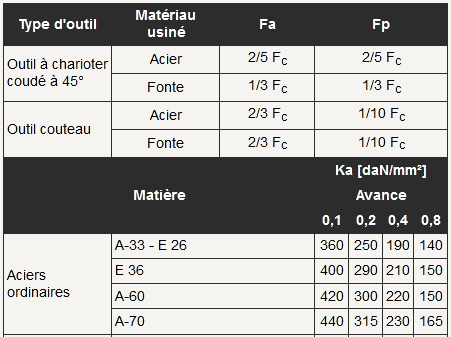 Type d'outil Matériau usiné Fa Fp
Outil à charioter coudé à 45° Acier 2/5 Fc 2/5 Fc
Fonte 1/3 Fc 1/3 Fc
Outil couteau Acier 2/3 Fc 1/10 Fc
Fonte 2/3 Fc 1/10 Fc
Matière Ka [daN/mm²]
Avance
0,1 0,2 0,4 0,8
Aciers ordinaires A-33 - E 26 360 250 190 140
E 36 400 290 210 150
A-60 420 300 220 150
A-70 440 315 230 165